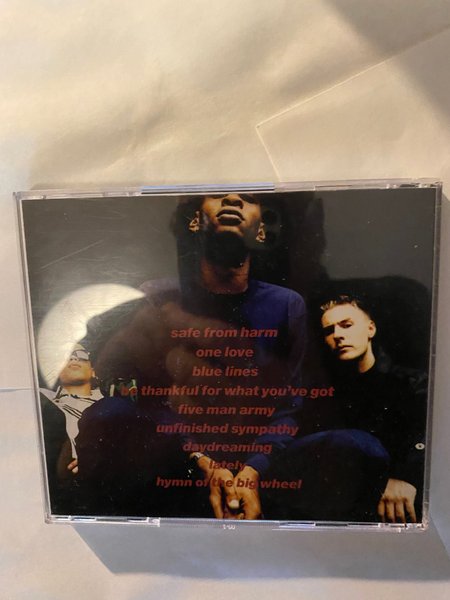 safe from harm
one love
blue lines
be thankful for what you've got
five man army
unfinished sympathy
daydreaming
lately
hymn of the big wheel